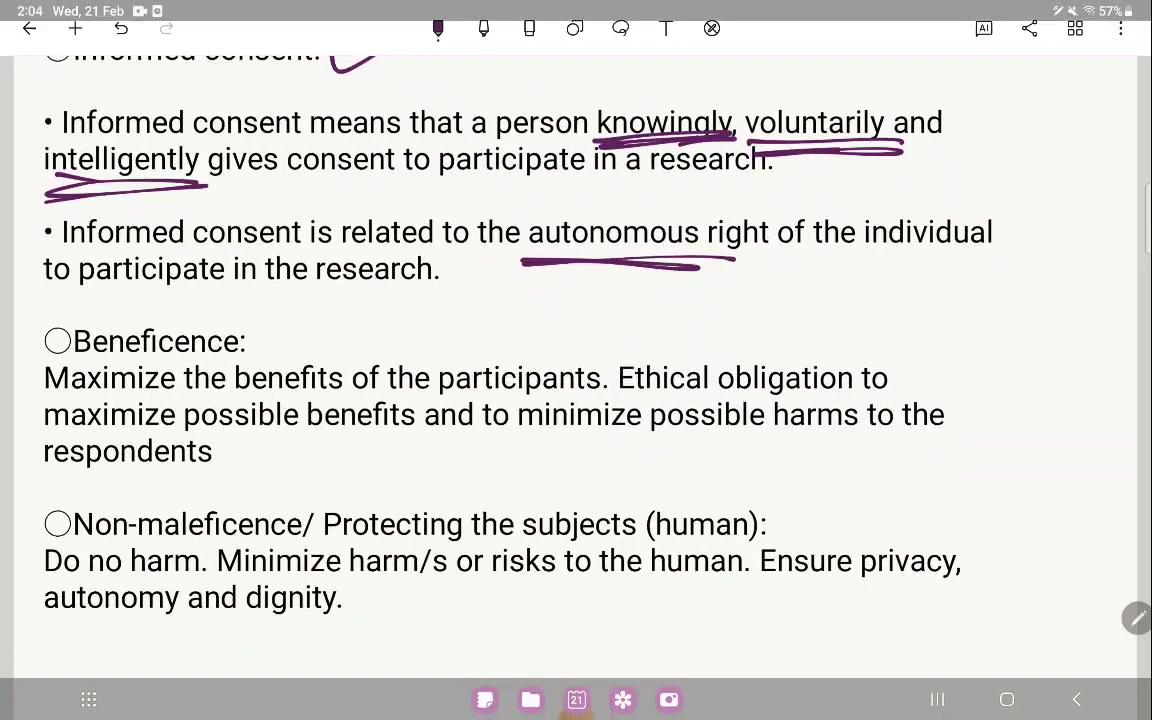 2:04 Wed, 21 Feb
57%
T
AI
Informed consent:
• Informed consent means that a person knowingly, voluntarily and
intelligently gives consent to participate in a research.
• Informed consent is related to the autonomous right of the individual
to participate in the research.
◯Beneficence:
Maximize the benefits of the participants. Ethical obligation to
maximize possible benefits and to minimize possible harms to the
respondents
◯Non-maleficence/ Protecting the subjects (human):
Do no harm. Minimize harm/s or risks to the human. Ensure privacy,
autonomy and dignity.
21